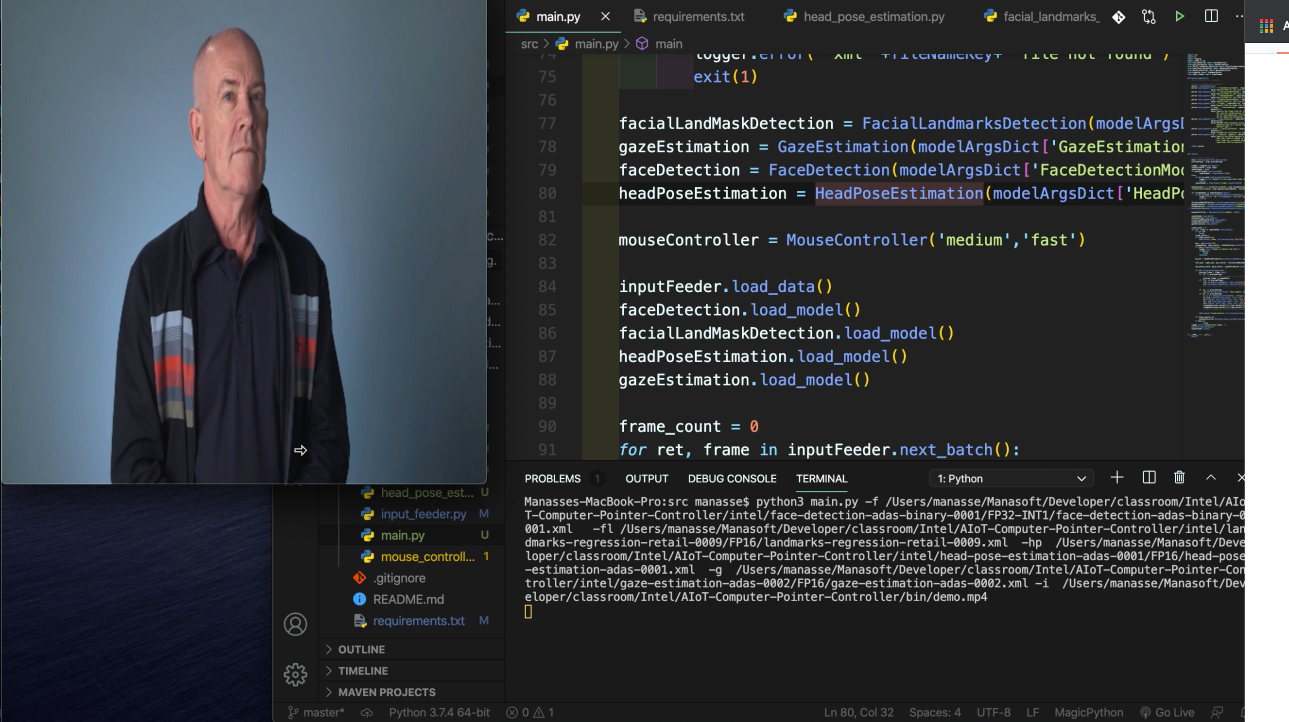 main.py
requirements.txt
head_pose_estimation.py
facial_landmarks_
src > main.py > main
74 logger.error( "xml" +fileNameKey+ "file not found")
75 exit(1)
76
77 facialLandMaskDetection = FacialLandmarksDetection(modelArgsD
78 gazeEstimation = GazeEstimation(modelArgsDict['GazeEstimation
79 faceDetection = FaceDetection(modelArgsDict['FaceDetectionMod
80 headPoseEstimation = HeadPoseEstimation(modelArgsDict['HeadPo
81
82 mouseController = MouseController('medium','fast')
83
84 inputFeeder.load_data()
85 faceDetection.load_model()
86 facialLandMaskDetection.load_model()
87 headPoseEstimation.load_model()
88 gazeEstimation.load_model()
89
90 frame_count = 0
91 for ret, frame in inputFeeder.next_batch():
PROBLEMS 1 OUTPUT DEBUG CONSOLE TERMINAL 1: Python
Manasses-MacBook-Pro:src manasse$ python3 main.py -f /Users/manasse/Manasoft/Developer/classroom/Intel/AIo
T-Computer-Pointer-Controller/intel/face-detection-adas-binary-0001/FP32-INT1/face-detection-adas-binary-0
001.xml -fl /Users/manasse/Manasoft/Developer/classroom/Intel/AIoT-Computer-Pointer-Controller/intel/lan
dmarks-regression-retail-0009/FP16/landmarks-regression-retail-0009.xml -hp /Users/manasse/Manasoft/Deve
loper/classroom/Intel/AIoT-Computer-Pointer-Controller/intel/head-pose-estimation-adas-0001/FP16/head-pose
-estimation-adas-0001.xml -g /Users/manasse/Manasoft/Developer/classroom/Intel/AIoT-Computer-Pointer-Con
troller/intel/gaze-estimation-adas-0002/FP16/gaze-estimation-adas-0002.xml -i /Users/manasse/Manasoft/Dev
eloper/classroom/Intel/AIoT-Computer-Pointer-Controller/bin/demo.mp4
head_pose_est... U
input_feeder.py M
main.py U
mouse_controll... 1
.gitignore
README.md
requirements.txt M
> OUTLINE
> TIMELINE
> MAVEN PROJECTS
master* Python 3.7.4 64-bit 0 1 Ln 80, Col 32 Spaces: 4 UTF-8 LF MagicPython Go Live